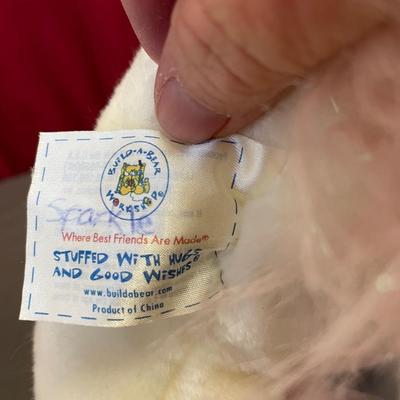 BUILD-A-BEAR
WORKSHOP®
Sparkle
Where Best Friends Are Made®
STUFFED WITH HUGS
AND GOOD WISHES®
www.buildabear.com
Product of China